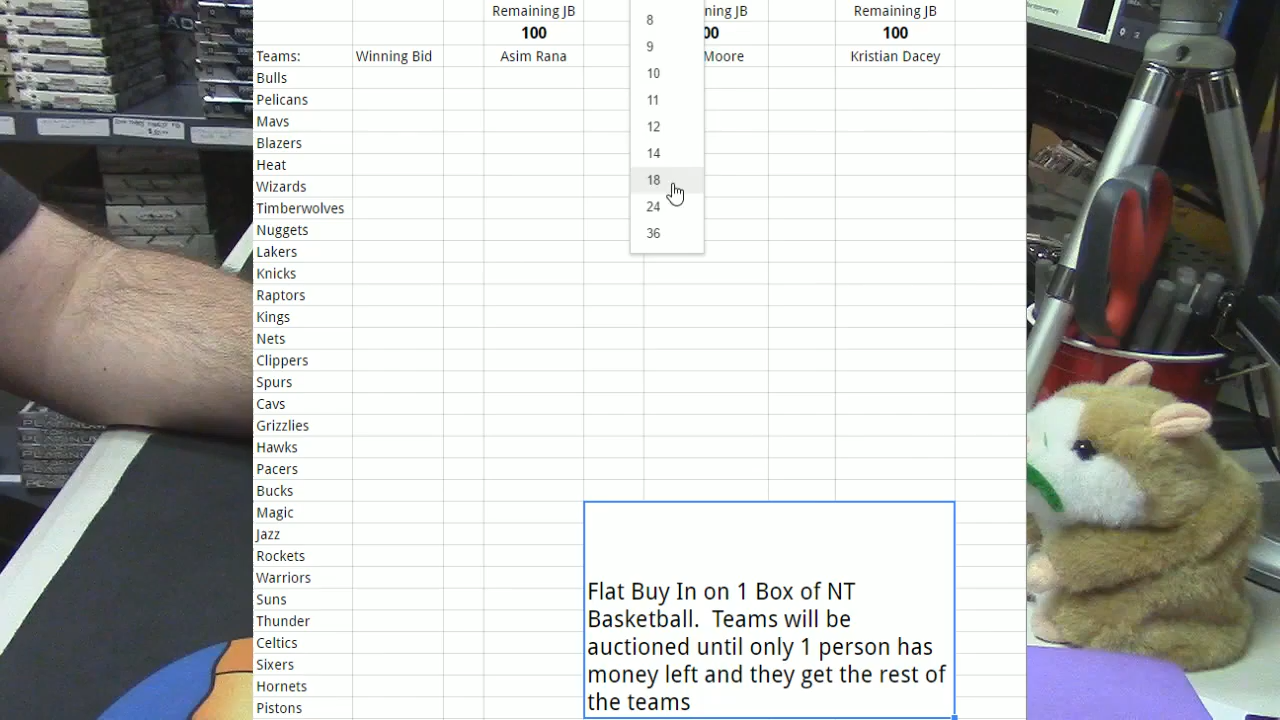 Remaining JB
ning JB
Remaining JB
100
00
100
Teams:
Winning Bid
Asim Rana
Moore
Kristian Dacey
8
9
10
11
12
14
18
24
36
Bulls
Pelicans
Mavs
Blazers
Heat
Wizards
Timberwolves
Nuggets
Lakers
Knicks
Raptors
Kings
Nets
Clippers
Spurs
Cavs
Grizzlies
Hawks
Pacers
Bucks
Magic
Jazz
Rockets
Warriors
Suns
Thunder
Celtics
Sixers
Hornets
Pistons
Flat Buy In on 1 Box of NT
Basketball.  Teams will be
auctioned until only 1 person has
money left and they get the rest of
the teams
PLATINUM